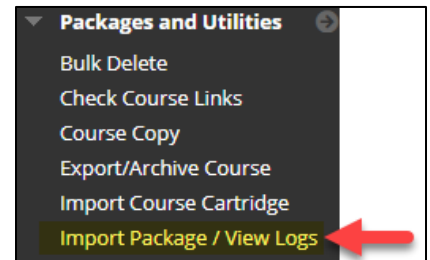 Packages and Utilities
Bulk Delete
Check Course Links
Course Copy
Export/Archive Course
Import Course Cartridge
Import Package / View Logs